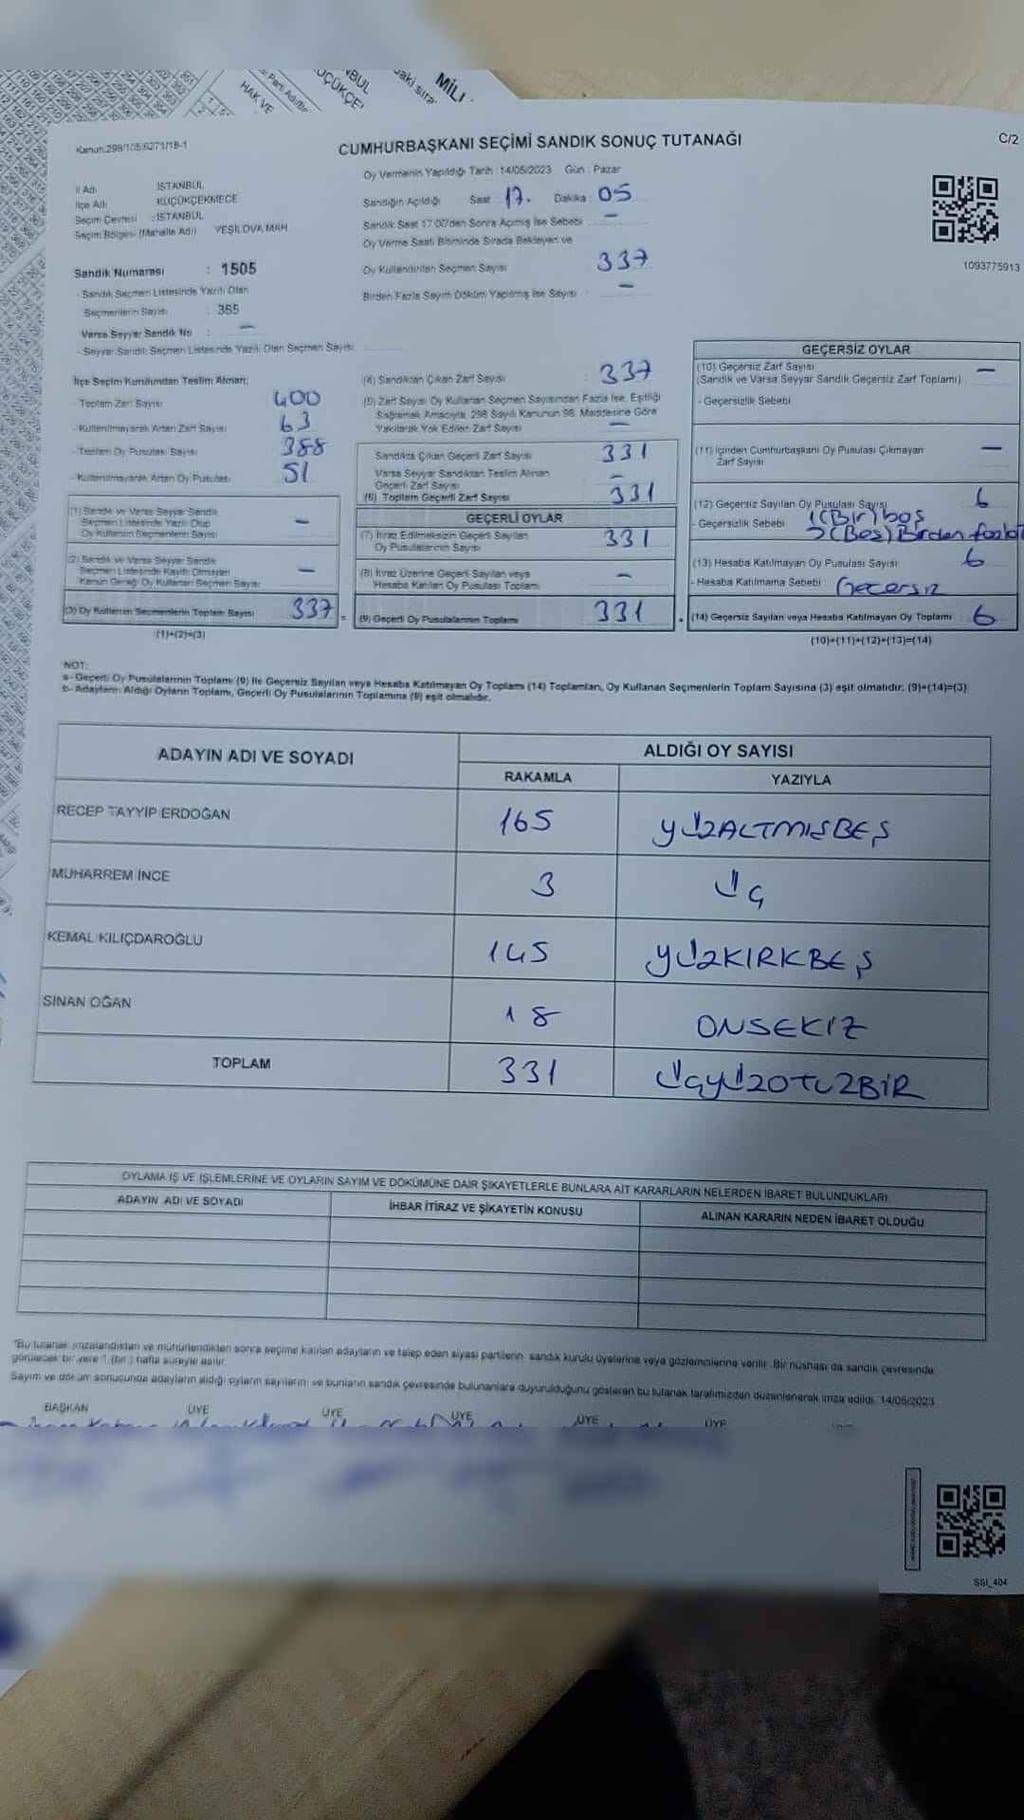 MİLL
HAK VE
Kanun:298/105;6271/18-1
CUMHURBAŞKANI SEÇİMİ SANDIK SONUÇ TUTANAĞI
C/2
Oy Vermenin Yapıldığı Tarih : 14/05/2023 Gün : Pazar
İl Adı : İSTANBUL
İlçe Adı : KÜÇÜKÇEKMECE
Seçim Çevresi : İSTANBUL
Seçim Bölgesi (Mahalle Adı) YEŞİLOVA MAH.
Sandığın Açıldığı Saat 17. Dakika 05
Sandık Saat 17:00'den Sonra Açılmış İse Sebebi : —
Oy Verme Saati Bitiminde Sırada Bekleyen ve
Oy Kullandırılan Seçmen Sayısı 337
Birden Fazla Sayım Döküm Yapılmış İse Sayısı : —
1093775913
Sandık Numarası : 1505
- Sandık Seçmen Listesinde Yazılı Olan
Seçmenlerin Sayısı : 365
Varsa Seyyar Sandık No : —
- Seyyar Sandık Seçmen Listesinde Yazılı Olan Seçmen Sayısı:
İlçe Seçim Kurulundan Teslim Alınan;
- Toplam Zarf Sayısı 400
- Kullanılmayarak Artan Zarf Sayısı 63
- Toplam Oy Pusulası Sayısı 388
- Kullanılmayarak Artan Oy Pusulası 51
(1) Sandık ve Varsa Seyyar Sandık
Seçmen Listesinde Yazılı Olup
Oy Kullanan Seçmenlerin Sayısı —
(2) Sandık ve Varsa Seyyar Sandık
Seçmen Listesinde Kayıtlı Olmayan
Kanun Gereği Oy Kullanan Seçmen Sayısı —
(3) Oy Kullanan Seçmenlerin Toplam Sayısı 337
(1)+(2)=(3)
(4) Sandıktan Çıkan Zarf Sayısı 337
(5) Zarf Sayısı Oy Kullanan Seçmen Sayısından Fazla İse, Eşitliği
Sağlamak Amacıyla 298 Sayılı Kanunun 98. Maddesine Göre
Yakılarak Yok Edilen Zarf Sayısı —
Sandıkta Çıkan Geçerli Zarf Sayısı 331
Varsa Seyyar Sandıktan Teslim Alınan
Geçerli Zarf Sayısı —
(6) Toplam Geçerli Zarf Sayısı 331
GEÇERLİ OYLAR
(7) İtiraz Edilmeksizin Geçerli Sayılan
Oy Pusulalarının Sayısı 331
(8) İtiraz Üzerine Geçerli Sayılan veya
Hesaba Katılan Oy Pusulası Toplamı —
(9) Geçerli Oy Pusulalarının Toplamı 331
GEÇERSİZ OYLAR
(10) Geçersiz Zarf Sayısı —
(Sandık ve Varsa Seyyar Sandık Geçersiz Zarf Toplamı)
- Geçersizlik Sebebi
(11) İçinden Cumhurbaşkanı Oy Pusulası Çıkmayan
Zarf Sayısı —
(12) Geçersiz Sayılan Oy Pusulası Sayısı 6
- Geçersizlik Sebebi 1(Bir) boş
5(Beş) Birden fazla
(13) Hesaba Katılmayan Oy Pusulası Sayısı 6
- Hesaba Katılmama Sebebi Geçersiz
(14) Geçersiz Sayılan veya Hesaba Katılmayan Oy Toplamı 6
(10)+(11)+(12)+(13)=(14)
NOT:
a- Geçerli Oy Pusulalarının Toplamı (9) ile Geçersiz Sayılan veya Hesaba Katılmayan Oy Toplamı (14) Toplamları, Oy Kullanan Seçmenlerin Toplam Sayısına (3) eşit olmalıdır. (9)+(14)=(3)
b- Adayların Aldığı Oyların Toplamı, Geçerli Oy Pusulalarının Toplamına (9) eşit olmalıdır.
ADAYIN ADI VE SOYADI
ALDIĞI OY SAYISI
RAKAMLA YAZIYLA
RECEP TAYYİP ERDOĞAN 165 YÜZALTMIŞBEŞ
MUHARREM İNCE 3 Üç
KEMAL KILIÇDAROĞLU 145 YÜZKIRKBEŞ
SİNAN OĞAN 18 ONSEKİZ
TOPLAM 331 ÜçyÜZOTUZBİR
OYLAMA İŞ VE İŞLEMLERİNE VE OYLARIN SAYIM VE DÖKÜMÜNE DAİR ŞİKAYETLERLE BUNLARA AİT KARARLARIN NELERDEN İBARET BULUNDUKLARI
ADAYIN ADI VE SOYADI İHBAR İTİRAZ VE ŞİKAYETİN KONUSU ALINAN KARARIN NEDEN İBARET OLDUĞU
*Bu tutanak imzalandıktan ve mühürlendikten sonra seçime katılan adayların ve talep eden siyasi partilerin sandık kurulu üyelerine veya gözlemcilerine verilir. Bir nüshası da sandık çevresinde
görülecek bir yere 1 (bir) hafta süreyle asılır.
Sayım ve döküm sonucunda adayların aldığı oyların sayılarını ve bunların sandık çevresinde bulunanlara duyurulduğunu gösteren bu tutanak tarafımızdan düzenlenerek imza edildi. 14/05/2023
BAŞKAN ÜYE ÜYE ÜYE ÜYE ÜYE
SGİ_404